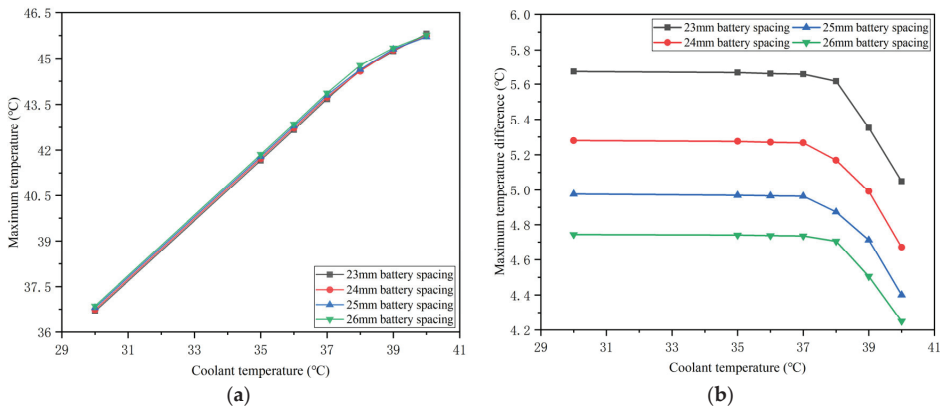 Maximum temperature (℃)
46.5
45
43.5
42
40.5
39
37.5
36
23mm battery spacing
24mm battery spacing
25mm battery spacing
26mm battery spacing
29 31 33 35 37 39 41
Coolant temperature (℃)
(a)
Maximum temperature difference (℃)
6.0
5.8
5.6
5.4
5.2
5.0
4.8
4.6
4.4
4.2
23mm battery spacing 25mm battery spacing
24mm battery spacing 26mm battery spacing
29 31 33 35 37 39 41
Coolant temperature (℃)
(b)